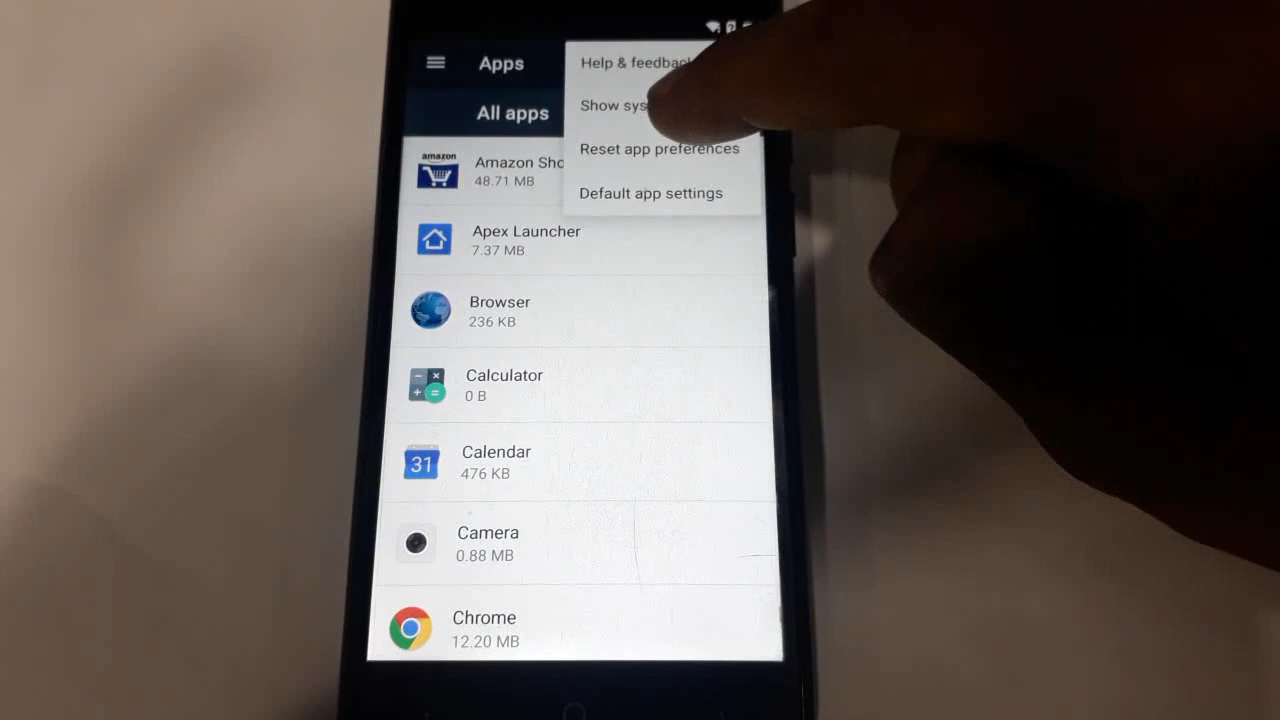 Apps
Help & feedbac
All apps
Show sys
Reset app preferences
Default app settings
amazon
Amazon Sho
48.71 MB
Apex Launcher
7.37 MB
Browser
236 KB
Calculator
0 B
31
Calendar
476 KB
Camera
0.88 MB
Chrome
12.20 MB